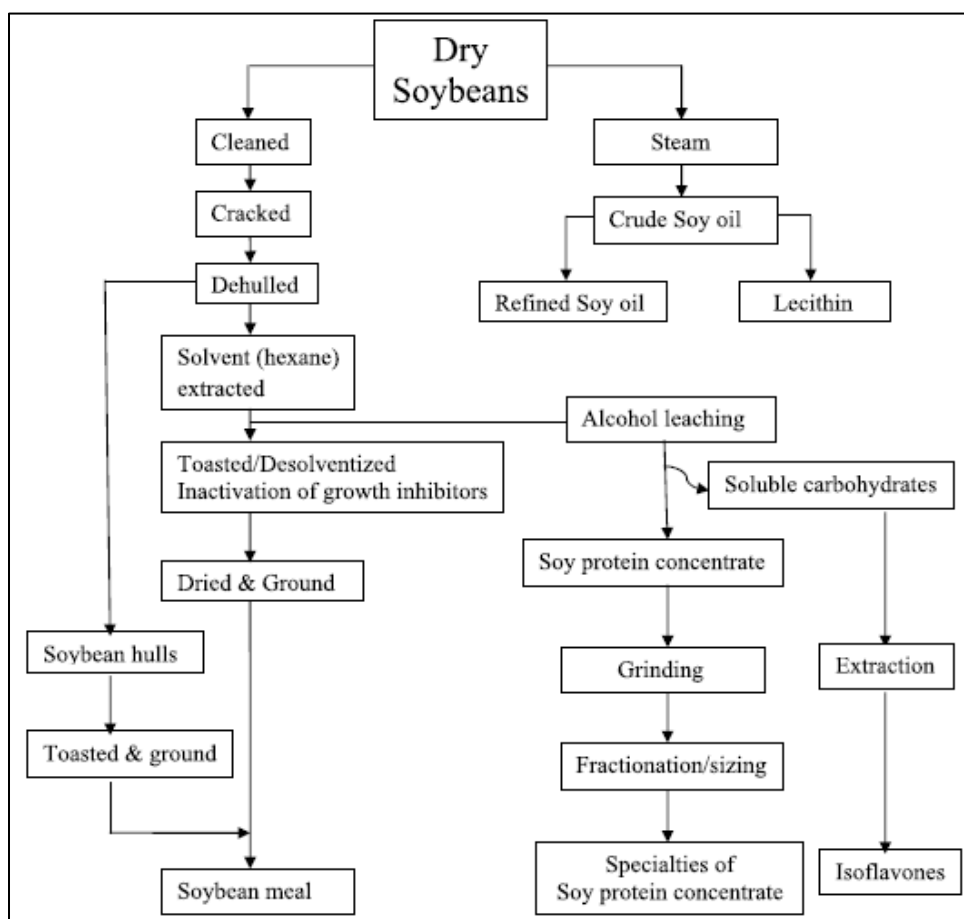 Dry
Soybeans
Cleaned
Steam
Cracked
Crude Soy oil
Dehulled
Refined Soy oil
Lecithin
Solvent (hexane)
extracted
Alcohol leaching
Toasted/Desolventized
Inactivation of growth inhibitors
Soluble carbohydrates
Soy protein concentrate
Dried & Ground
Soybean hulls
Grinding
Extraction
Toasted & ground
Fractionation/sizing
Soybean meal
Specialties of
Soy protein concentrate
Isoflavones